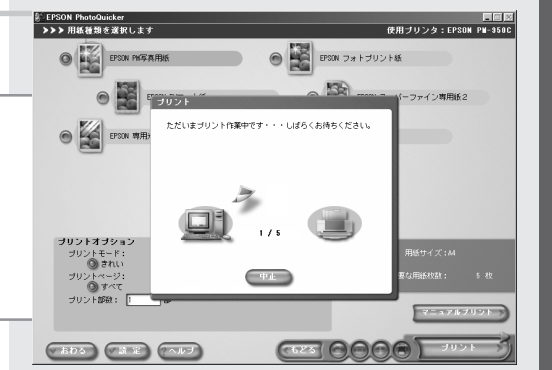 EPSON PhotoQuicker
>>> 用紙種類を選択します
使用プリンタ：EPSON PM-950C
EPSON PM写真用紙
EPSON フォトプリント紙
EPSON
ーファイン専用紙２
EPSON 専用
プリント
ただいまプリント作業中です・・・しばらくお待ちください。
1 / 5
中止
プリントオプション
プリントモード：
きれい
プリントページ：
すべて
プリント部数： 1
用紙サイズ：A4
要な用紙枚数： 5 枚
マニュアルプリント
おわる
設 定
ヘルプ
もどる
プリント